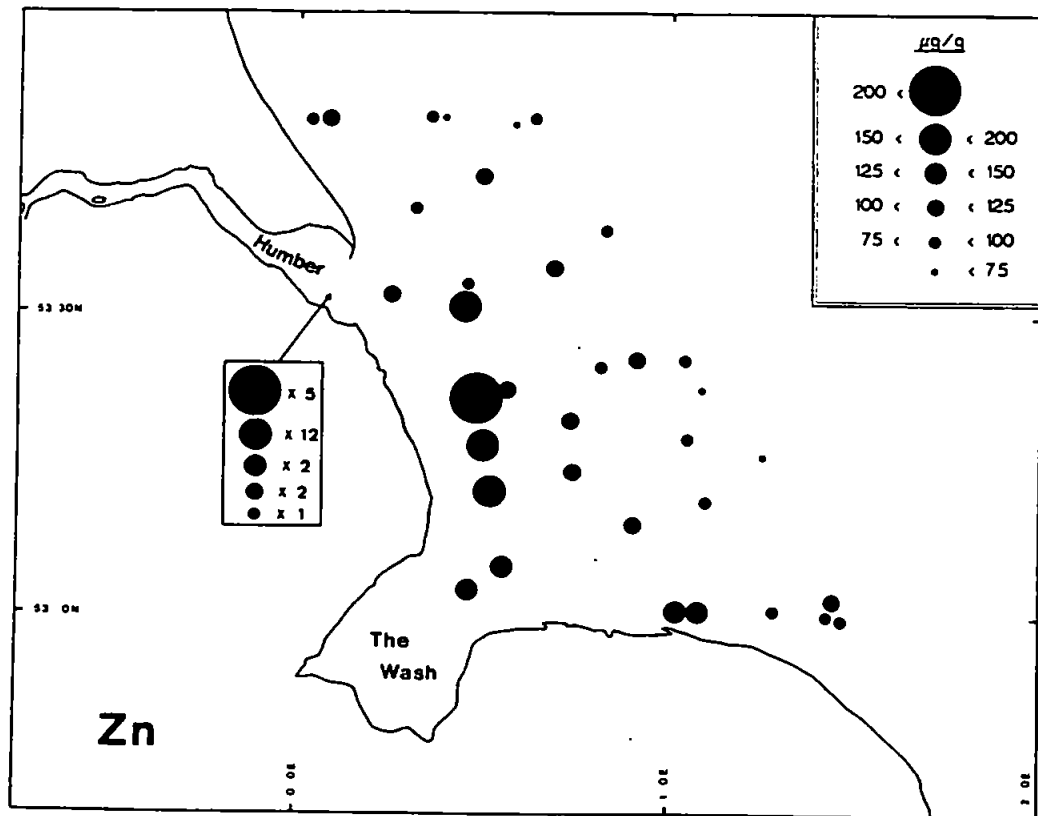 µg/g
200 <
150 < < 200
125 < < 150
100 < < 125
75 < < 100
< 75
Humber
53 30N
x 5
x 12
x 2
x 2
x 1
53 0N
The
Wash
Zn
0 0E
1 0E
2 0E